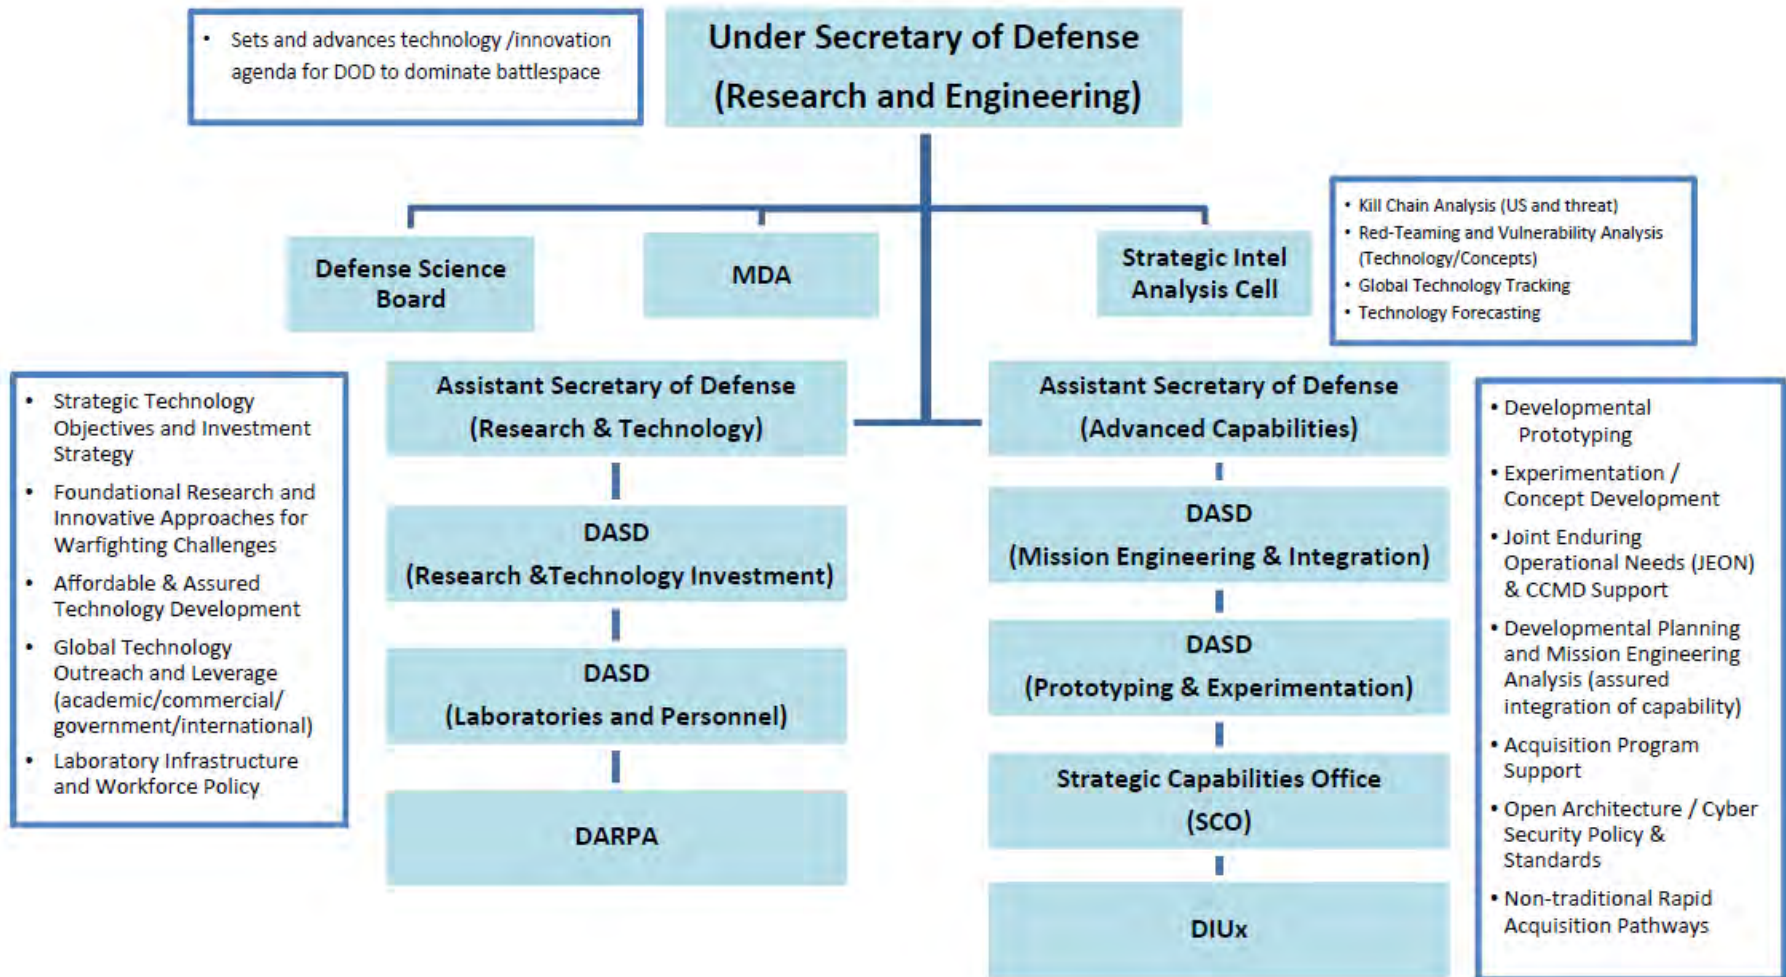 • Sets and advances technology /innovation
agenda for DOD to dominate battlespace
Under Secretary of Defense
(Research and Engineering)
Defense Science
Board
MDA
Strategic Intel
Analysis Cell
• Kill Chain Analysis (US and threat)
• Red-Teaming and Vulnerability Analysis
(Technology/Concepts)
• Global Technology Tracking
• Technology Forecasting
• Strategic Technology
Objectives and Investment
Strategy
• Foundational Research and
Innovative Approaches for
Warfighting Challenges
• Affordable & Assured
Technology Development
• Global Technology
Outreach and Leverage
(academic/commercial/
government/international)
• Laboratory Infrastructure
and Workforce Policy
Assistant Secretary of Defense
(Research & Technology)
DASD
(Research &Technology Investment)
DASD
(Laboratories and Personnel)
DARPA
Assistant Secretary of Defense
(Advanced Capabilities)
DASD
(Mission Engineering & Integration)
DASD
(Prototyping & Experimentation)
Strategic Capabilities Office
(SCO)
DIUx
• Developmental
Prototyping
• Experimentation /
Concept Development
• Joint Enduring
Operational Needs (JEON)
& CCMD Support
• Developmental Planning
and Mission Engineering
Analysis (assured
integration of capability)
• Acquisition Program
Support
• Open Architecture / Cyber
Security Policy &
Standards
• Non-traditional Rapid
Acquisition Pathways